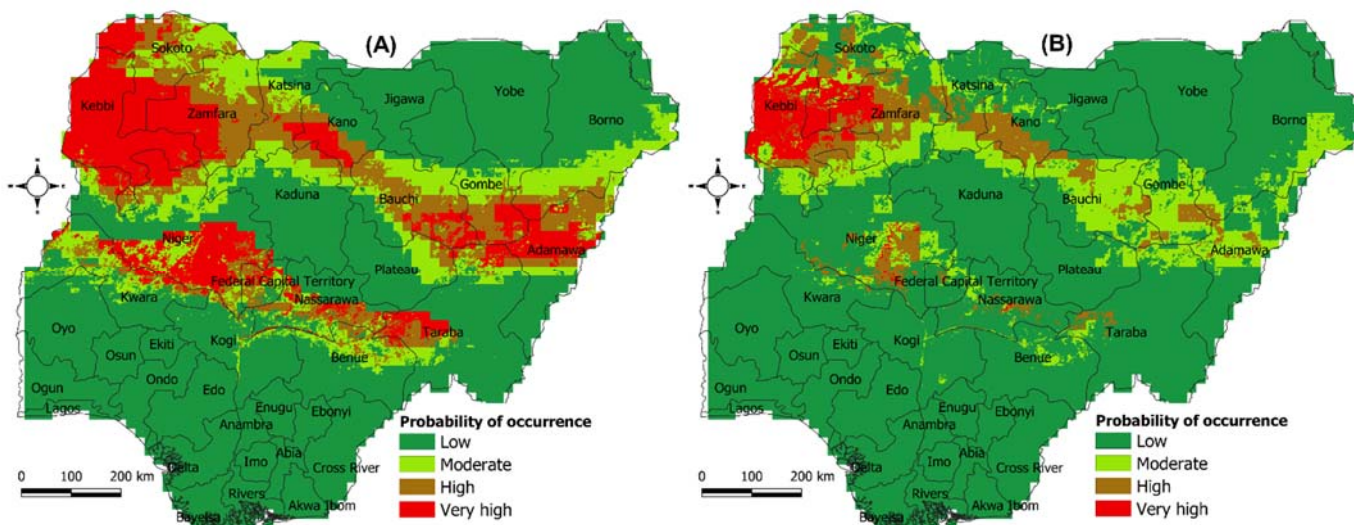 (A)
Sokoto
Katsina
Kebbi
Zamfara
Kano
Jigawa
Yobe
Borno
Kaduna
Bauchi
Gombe
Niger
Adamawa
Plateau
Federal Capital Territory
Kwara
Nassarawa
Oyo
Kogi
Taraba
Osun
Ekiti
Benue
Ogun
Ondo
Edo
Lagos
Enugu
Ebonyi
Anambra
Delta
Imo
Abia
Cross River
Rivers
Akwa Ibom
Bayelsa
Probability of occurrence
Low
Moderate
High
Very high
0 100 200 km
(B)
Sokoto
Katsina
Kebbi
Zamfara
Kano
Jigawa
Yobe
Borno
Kaduna
Bauchi
Gombe
Niger
Adamawa
Plateau
Federal Capital Territory
Kwara
Nassarawa
Oyo
Kogi
Taraba
Osun
Ekiti
Benue
Ogun
Ondo
Edo
Lagos
Enugu
Ebonyi
Anambra
Delta
Imo
Abia
Cross River
Rivers
Akwa Ibom
Bayelsa
Probability of occurrence
Low
Moderate
High
Very high
0 100 200 km